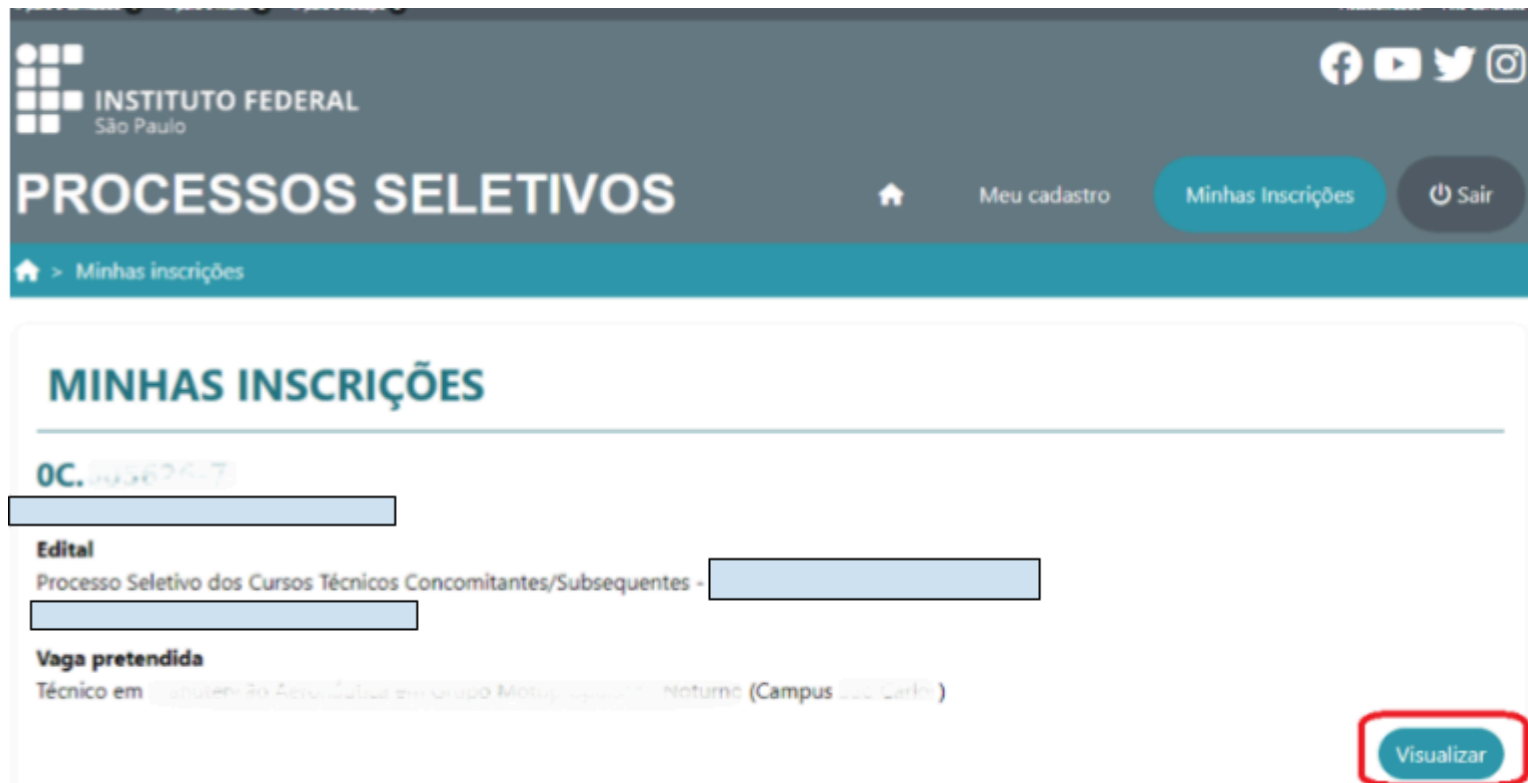 INSTITUTO FEDERAL
São Paulo
PROCESSOS SELETIVOS
Meu cadastro
Minhas Inscrições
Sair
> Minhas inscrições
MINHAS INSCRIÇÕES
0C.
Edital
Processo Seletivo dos Cursos Técnicos Concomitantes/Subsequentes -
Vaga pretendida
Técnico em Noturno (Campus )
Visualizar